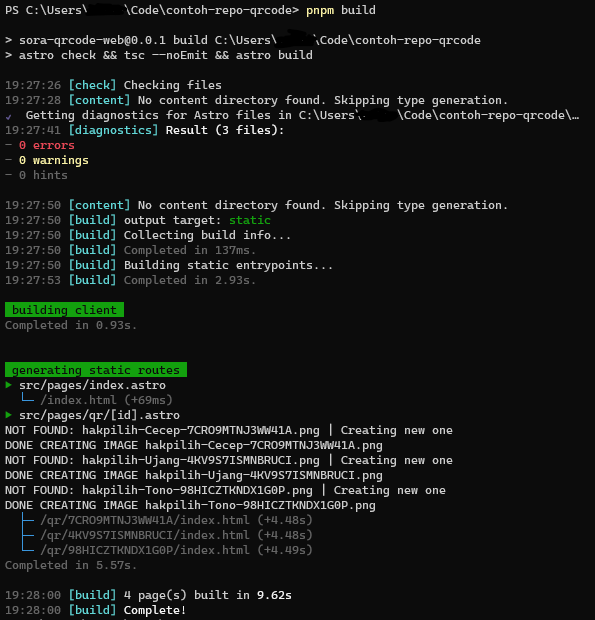 PS C:\Users\ \Code\contoh-repo-qrcode> pnpm build
> sora-qrcode-web@0.0.1 build C:\Users\ \Code\contoh-repo-qrcode
> astro check && tsc --noEmit && astro build
19:27:26 [check] Checking files
19:27:28 [content] No content directory found. Skipping type generation.
✓ Getting diagnostics for Astro files in C:\Users\ \Code\contoh-repo-qrcode\…
19:27:41 [diagnostics] Result (3 files):
- 0 errors
- 0 warnings
- 0 hints
19:27:50 [content] No content directory found. Skipping type generation.
19:27:50 [build] output target: static
19:27:50 [build] Collecting build info...
19:27:50 [build] Completed in 137ms.
19:27:50 [build] Building static entrypoints...
19:27:53 [build] Completed in 2.93s.
building client
Completed in 0.93s.
generating static routes
▶ src/pages/index.astro
└─ /index.html (+69ms)
▶ src/pages/qr/[id].astro
NOT FOUND: hakpilih-Cecep-7CRO9MTNJ3WW41A.png | Creating new one
DONE CREATING IMAGE hakpilih-Cecep-7CRO9MTNJ3WW41A.png
NOT FOUND: hakpilih-Ujang-4KV9S7ISMNBRUCI.png | Creating new one
DONE CREATING IMAGE hakpilih-Ujang-4KV9S7ISMNBRUCI.png
NOT FOUND: hakpilih-Tono-98HICZTKNDX1G0P.png | Creating new one
DONE CREATING IMAGE hakpilih-Tono-98HICZTKNDX1G0P.png
├─ /qr/7CRO9MTNJ3WW41A/index.html (+4.48s)
├─ /qr/4KV9S7ISMNBRUCI/index.html (+4.48s)
└─ /qr/98HICZTKNDX1G0P/index.html (+4.49s)
Completed in 5.57s.
19:28:00 [build] 4 page(s) built in 9.62s
19:28:00 [build] Complete!